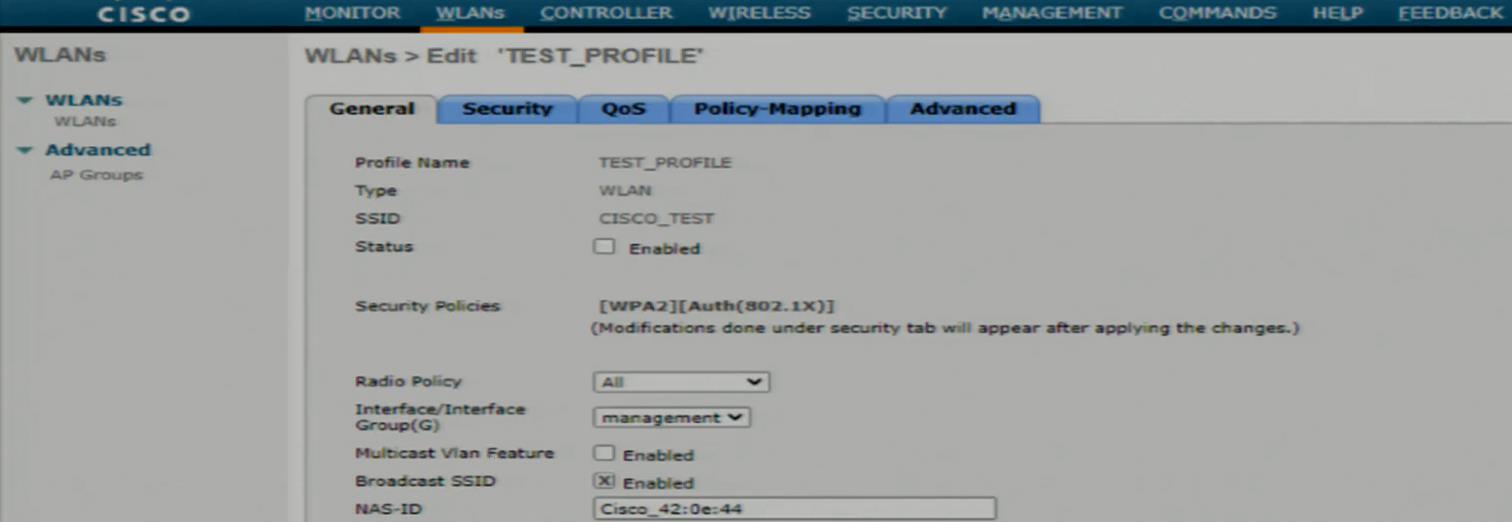 CISCO MONITOR WLANs CONTROLLER WIRELESS SECURITY MANAGEMENT COMMANDS HELP FEEDBACK
WLANs
WLANs > Edit 'TEST_PROFILE'
WLANs
WLANs
Advanced
AP Groups
General Security QoS Policy-Mapping Advanced
Profile Name TEST_PROFILE
Type WLAN
SSID CISCO_TEST
Status Enabled
Security Policies [WPA2][Auth(802.1X)]
(Modifications done under security tab will appear after applying the changes.)
Radio Policy All
Interface/Interface
Group(G) management
Multicast Vlan Feature Enabled
Broadcast SSID Enabled
NAS-ID Cisco_42:0e:44